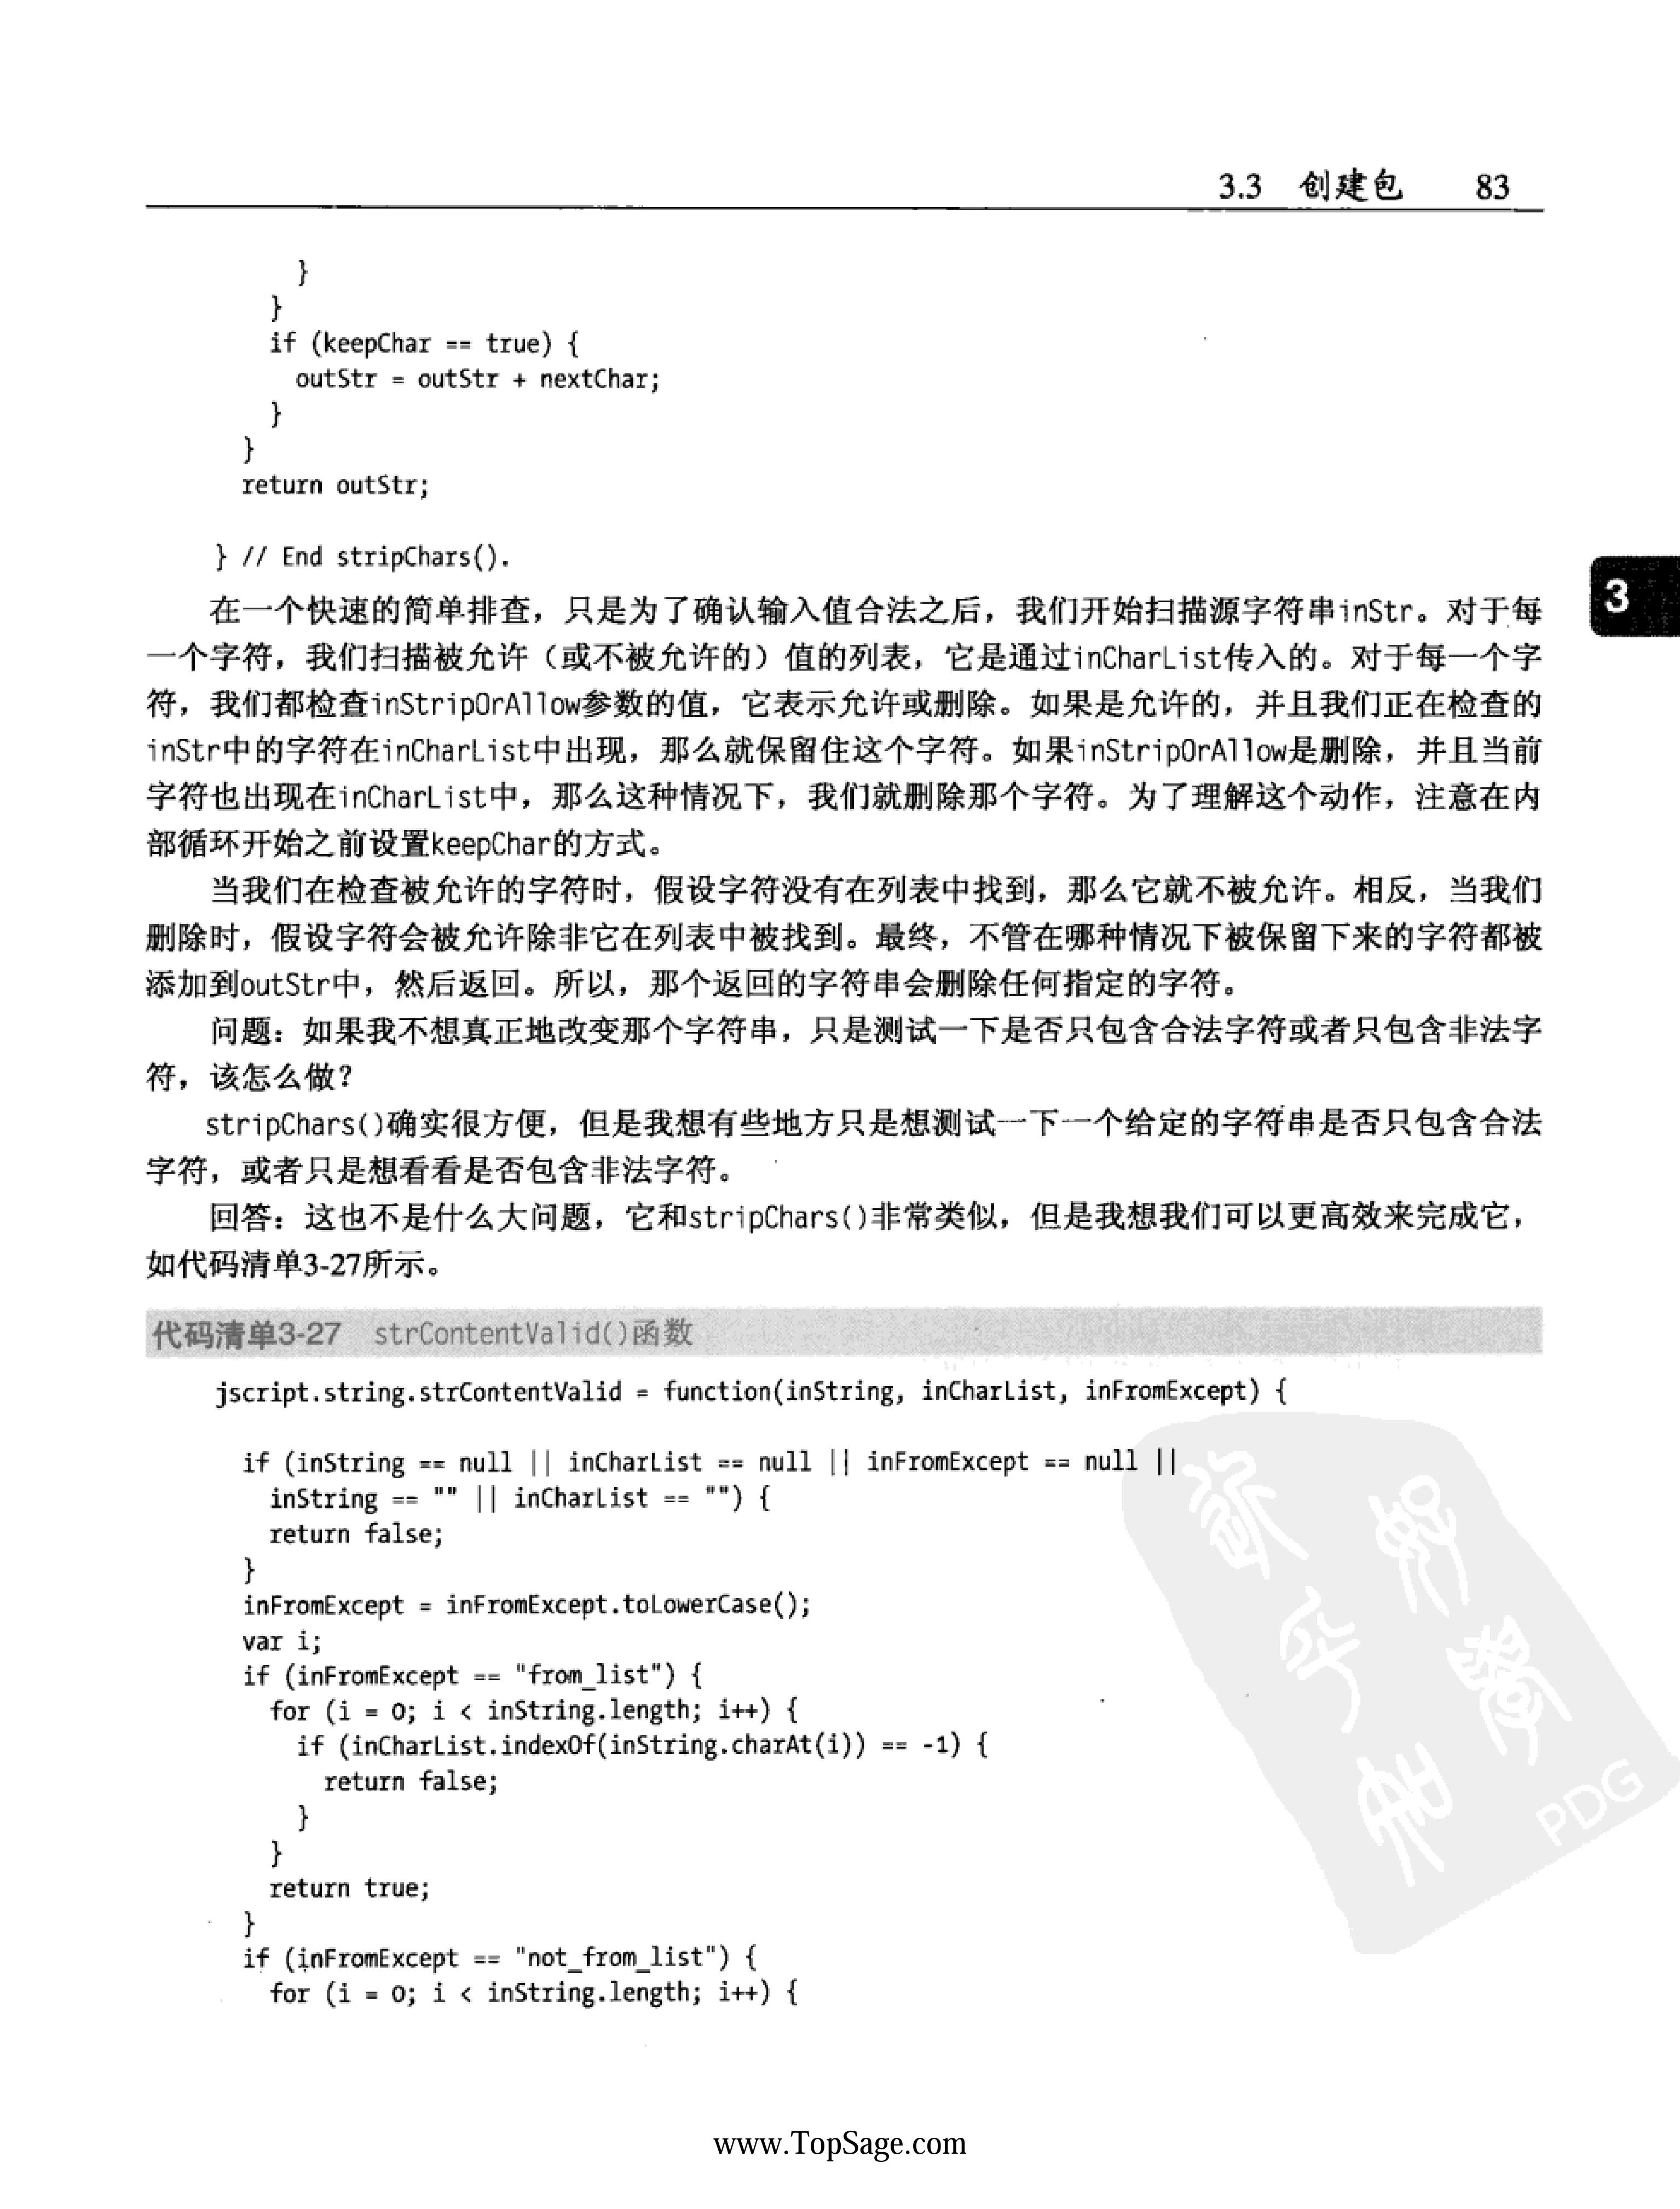 3.3 创建包 83
}
}
if (keepChar == true) {
outStr = outStr + nextChar;
}
}
return outStr;
} // End stripChars().
在一个快速的简单排查，只是为了确认输入值合法之后，我们开始扫描源字符串inStr。对于每
3
一个字符，我们扫描被允许（或不被允许的）值的列表，它是通过inCharList传入的。对于每一个字
符，我们都检查inStripOrAllow参数的值，它表示允许或删除。如果是允许的，并且我们正在检查的
inStr中的字符在inCharList中出现，那么就保留住这个字符。如果inStripOrAllow是删除，并且当前
字符也出现在inCharList中，那么这种情况下，我们就删除那个字符。为了理解这个动作，注意在内
部循环开始之前设置keepChar的方式。
当我们在检查被允许的字符时，假设字符没有在列表中找到，那么它就不被允许。相反，当我们
删除时，假设字符会被允许除非它在列表中被找到。最终，不管在哪种情况下被保留下来的字符都被
添加到outStr中，然后返回。所以，那个返回的字符串会删除任何指定的字符。
问题：如果我不想真正地改变那个字符串，只是测试一下是否只包含合法字符或者只包含非法字
符，该怎么做？
stripChars()确实很方便，但是我想有些地方只是想测试一下一个给定的字符串是否只包含合法
字符，或者只是想看看是否包含非法字符。
回答：这也不是什么大问题，它和stripChars()非常类似，但是我想我们可以更高效来完成它，
如代码清单3-27所示。
代码清单3-27 strContentValid()函数
jscript.string.strContentValid = function(inString, inCharList, inFromExcept) {
if (inString == null || inCharList == null || inFromExcept == null ||
inString == "" || inCharList == "") {
return false;
}
inFromExcept = inFromExcept.toLowerCase();
var i;
if (inFromExcept == "from_list") {
for (i = 0; i < inString.length; i++) {
if (inCharList.indexOf(inString.charAt(i)) == -1) {
return false;
}
}
return true;
}
if (inFromExcept == "not_from_list") {
for (i = 0; i < inString.length; i++) {
PDG
www.TopSage.com